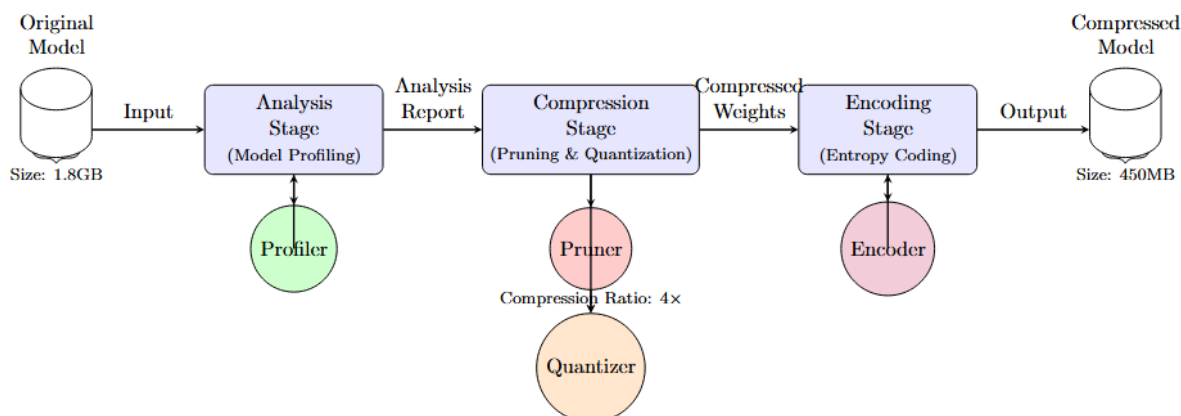 Original
Model
Size: 1.8GB
Input
Analysis
Stage
(Model Profiling)
Analysis
Report
Compression
Stage
(Pruning & Quantization)
Compressed
Weights
Encoding
Stage
(Entropy Coding)
Output
Compressed
Model
Size: 450MB
Profiler
Pruner
Encoder
Compression Ratio: 4×
Quantizer